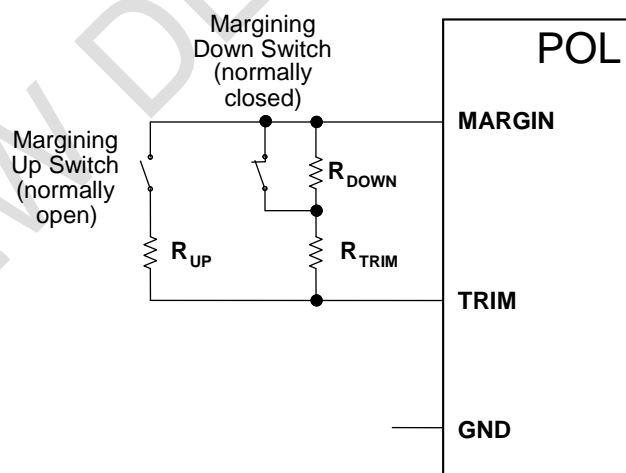 Margining
Down Switch
(normally
closed)
POL
MARGIN
Margining
Up Switch
(normally
open)
RDOWN
RUP
RTRIM
TRIM
GND